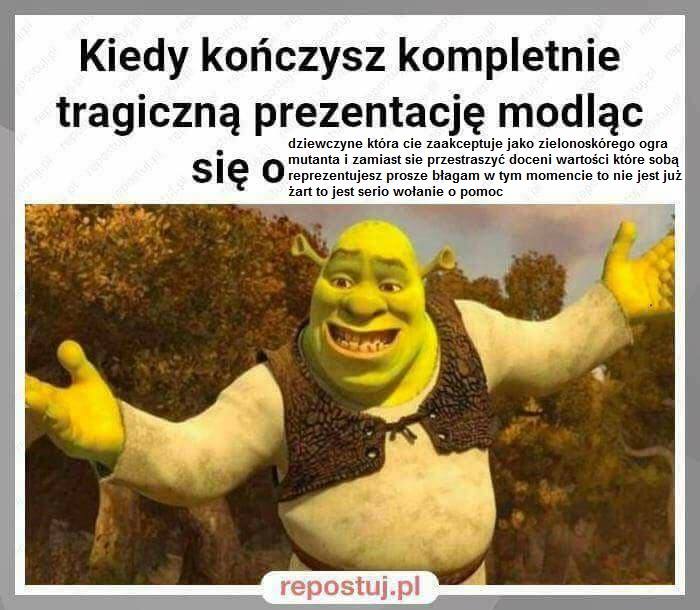 Kiedy kończysz kompletnie
tragiczną prezentację modląc
się o
dziewczyne która cie zaakceptuje jako zielonoskórego ogra
mutanta i zamiast sie przestraszyć doceni wartości które sobą
reprezentujesz prosze błagam w tym momencie to nie jest już
żart to jest serio wołanie o pomoc
repostuj.pl